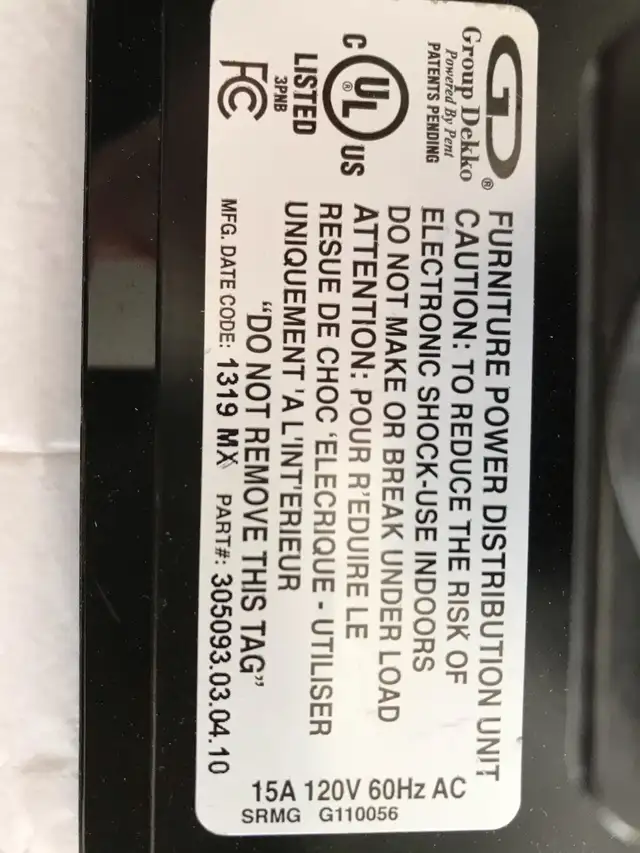 GD®
Group Dekko
Powered By Pent
PATENTS PENDING
C UL® US
LISTED
3PNB
FC
FURNITURE POWER DISTRIBUTION UNIT
CAUTION: TO REDUCE THE RISK OF
ELECTRONIC SHOCK-USE INDOORS
DO NOT MAKE OR BREAK UNDER LOAD
ATTENTION: POUR R'EDUIRE LE
RESUE DE CHOC 'ELECRIQUE - UTILISER
UNIQUEMENT 'A L'INT'ERIEUR
“DO NOT REMOVE THIS TAG”
MFG. DATE CODE: 1319 MX PART#: 305093.03.04.10
15A 120V 60Hz AC
SRMG G110056